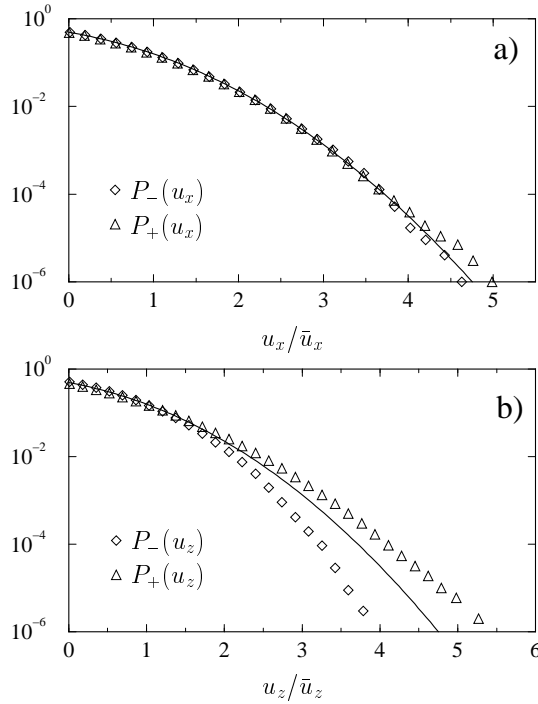 a)
10^0
10^{-2}
10^{-4}
10^{-6}
◇ P_−(u_x)
△ P_+(u_x)
0 1 2 3 4 5
u_x/ū_x
b)
10^0
10^{-2}
10^{-4}
10^{-6}
◇ P_−(u_z)
△ P_+(u_z)
0 1 2 3 4 5 6
u_z/ū_z